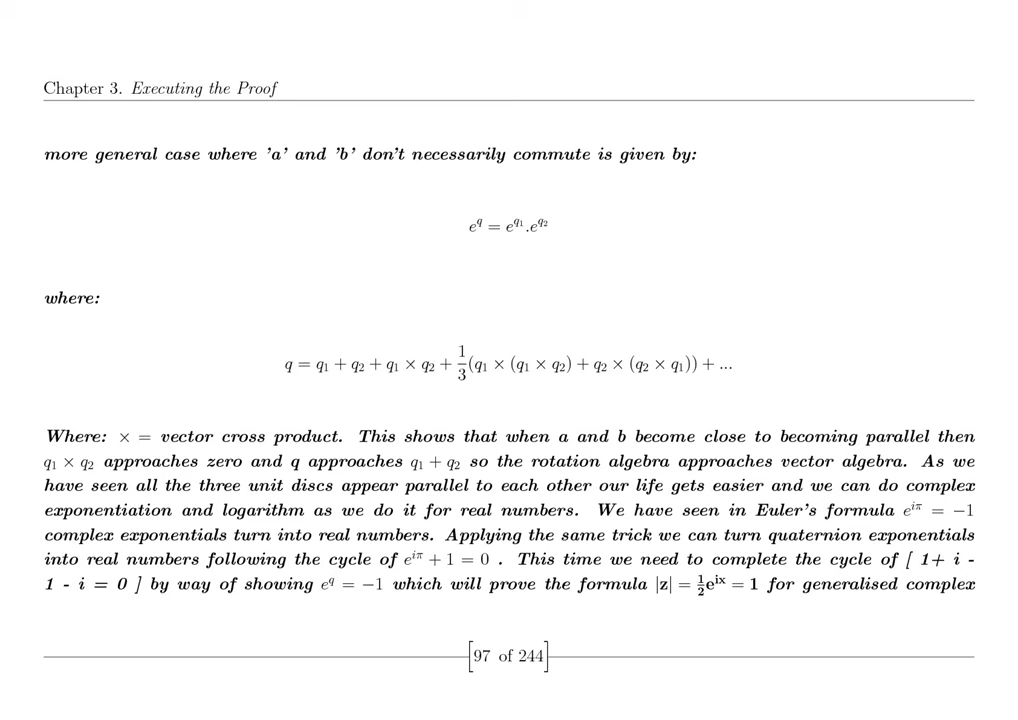 Chapter 3. Executing the Proof
more general case where 'a' and 'b' don't necessarily commute is given by:
e^q = e^{q_1}.e^{q_2}
where:
q = q_1 + q_2 + q_1 × q_2 + \frac{1}{3}(q_1 × (q_1 × q_2) + q_2 × (q_2 × q_1)) + ...
Where: × = vector cross product. This shows that when a and b become close to becoming parallel then
q_1 × q_2 approaches zero and q approaches q_1 + q_2 so the rotation algebra approaches vector algebra. As we
have seen all the three unit discs appear parallel to each other our life gets easier and we can do complex
exponentiation and logarithm as we do it for real numbers. We have seen in Euler's formula e^{iπ} = −1
complex exponentials turn into real numbers. Applying the same trick we can turn quaternion exponentials
into real numbers following the cycle of e^{iπ} + 1 = 0 . This time we need to complete the cycle of [ 1+ i -
1 - i = 0 ] by way of showing e^q = −1 which will prove the formula |z| = \frac{1}{2}e^{ix} = 1 for generalised complex
[97 of 244]